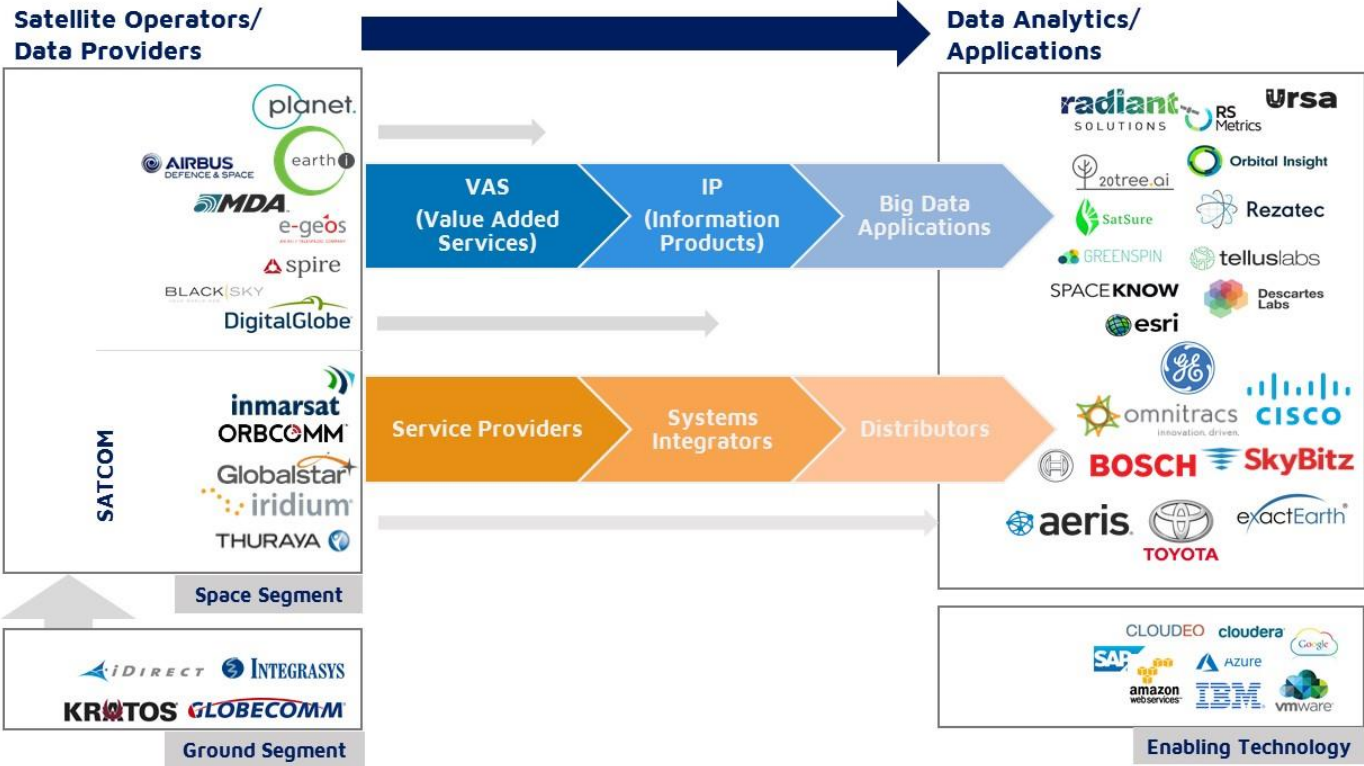 Satellite Operators/
Data Providers
Data Analytics/
Applications
planet.
earth i
AIRBUS
DEFENCE & SPACE
MDA
e-geos
spire
BLACK SKY
DigitalGlobe
SATCOM
inmarsat
ORBCOMM
Globalstar
iridium
THURAYA
Space Segment
iDIRECT
INTEGRASYS
KRATOS
GLOBECOMM
Ground Segment
VAS
(Value Added
Services)
IP
(Information
Products)
Big Data
Applications
Service Providers
Systems
Integrators
Distributors
radiant
SOLUTIONS
RS
Metrics
Ursa
20tree.ai
Orbital Insight
SatSure
Rezatec
GREENSPIN
telluslabs
SPACEKNOW
Descartes
Labs
esri
GE
omnitracs
innovation. driven.
CISCO
BOSCH
SkyBitz
aeris.
TOYOTA
exactEarth
CLOUDEO
cloudera
Google
SAP
amazon
webservices
Azure
IBM
vmware
Enabling Technology